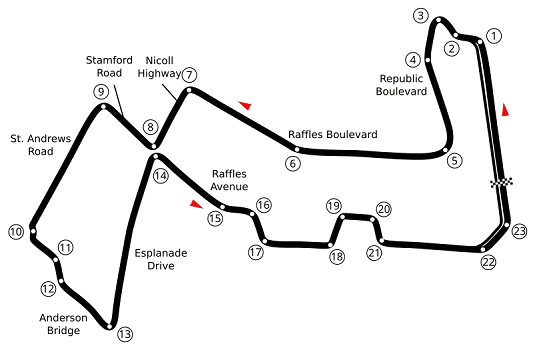 3
1
2
Stamford
Road
Nicoll
Highway
4
7
Republic
Boulevard
9
8
Raffles Boulevard
St. Andrews
Road
6
5
14
Raffles
Avenue
15
16
19
20
10
23
11
Esplanade
Drive
17
18
21
22
12
Anderson
Bridge
13